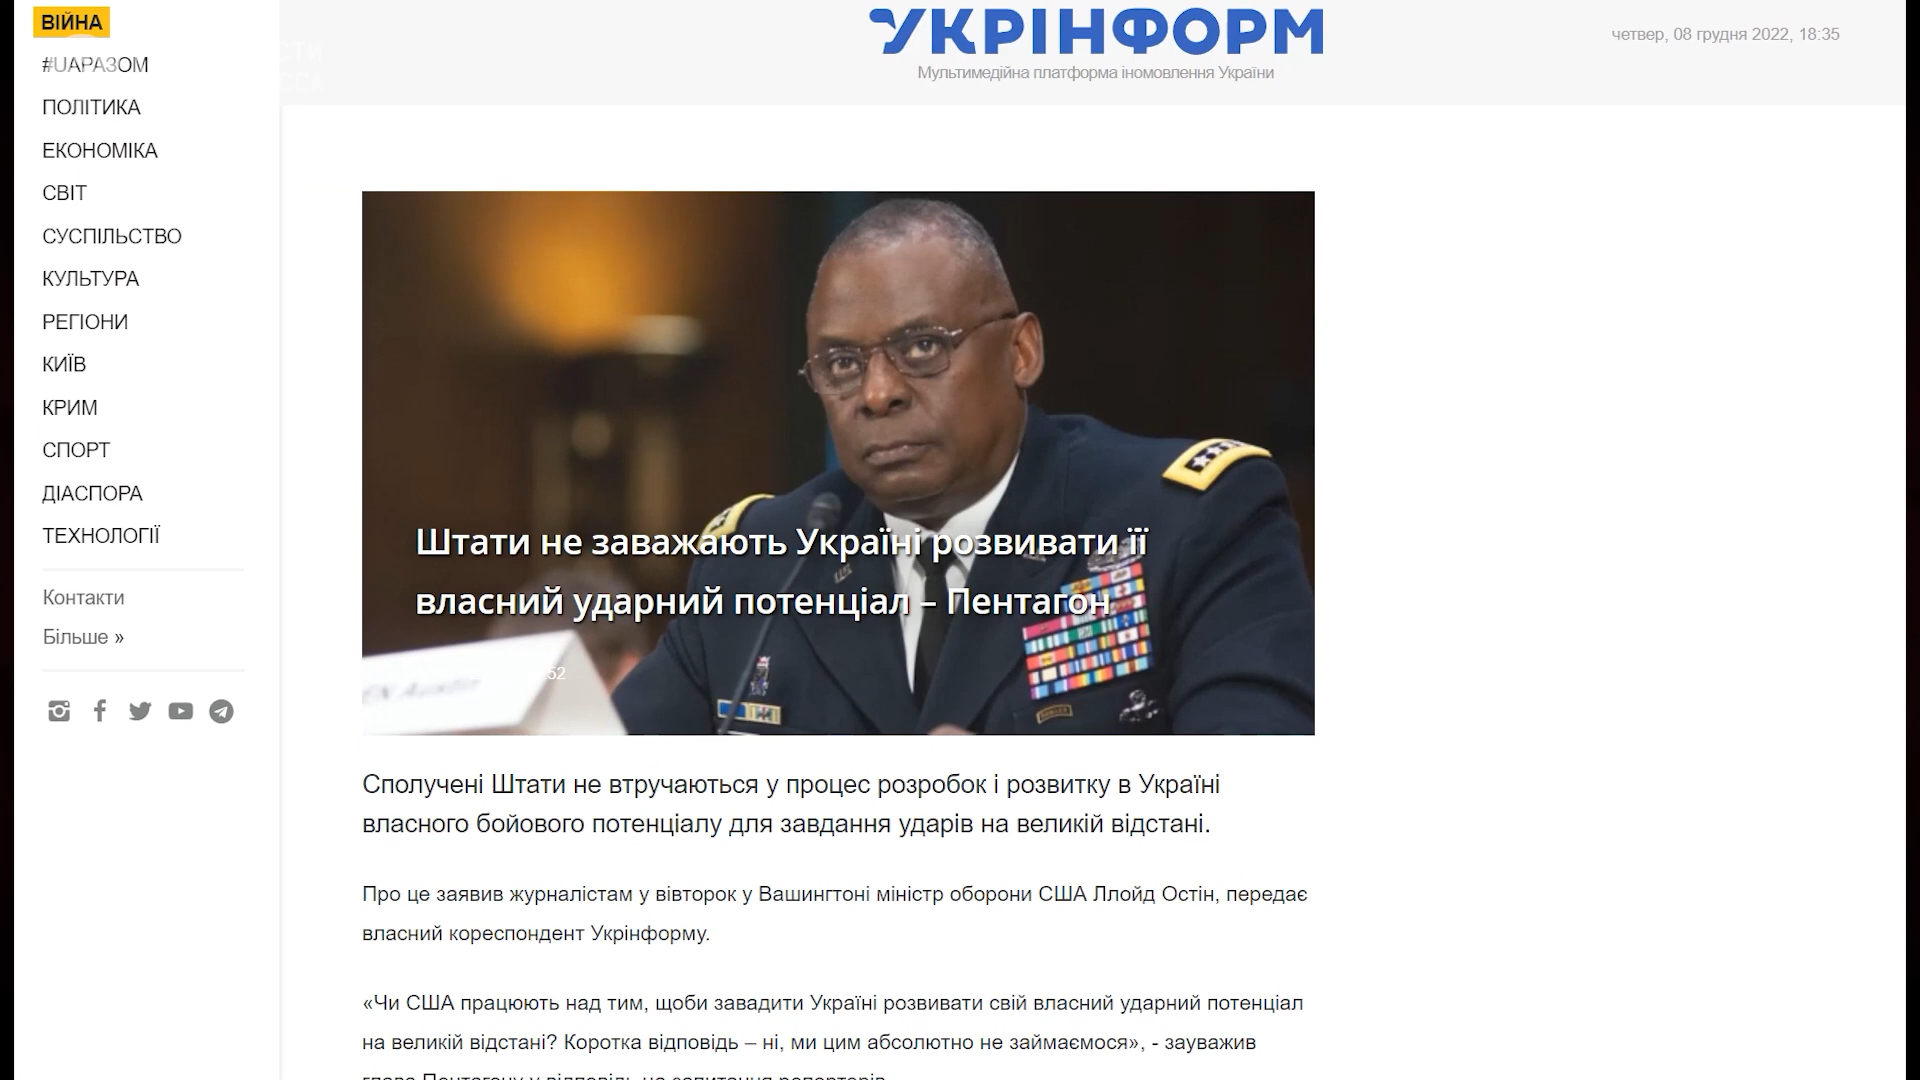 ВІЙНА
#UАРАЗОМ
ПОЛІТИКА
ЕКОНОМІКА
СВІТ
СУСПІЛЬСТВО
КУЛЬТУРА
РЕГІОНИ
КИЇВ
КРИМ
СПОРТ
ДІАСПОРА
ТЕХНОЛОГІЇ
Контакти
Більше »
УКРІНФОРМ
Мультимедійна платформа іномовлення України
четвер, 08 грудня 2022, 18:35
Штати не заважають Україні розвивати її
власний ударний потенціал – Пентагон
Сполучені Штати не втручаються у процес розробок і розвитку в Україні
власного бойового потенціалу для завдання ударів на великій відстані.
Про це заявив журналістам у вівторок у Вашингтоні міністр оборони США Ллойд Остін, передає
власний кореспондент Укрінформу.
«Чи США працюють над тим, щоби завадити Україні розвивати свій власний ударний потенціал
на великій відстані? Коротка відповідь – ні, ми цим абсолютно не займаємося», - зауважив
глава Пентагону у відповідь на запитання репортерів.